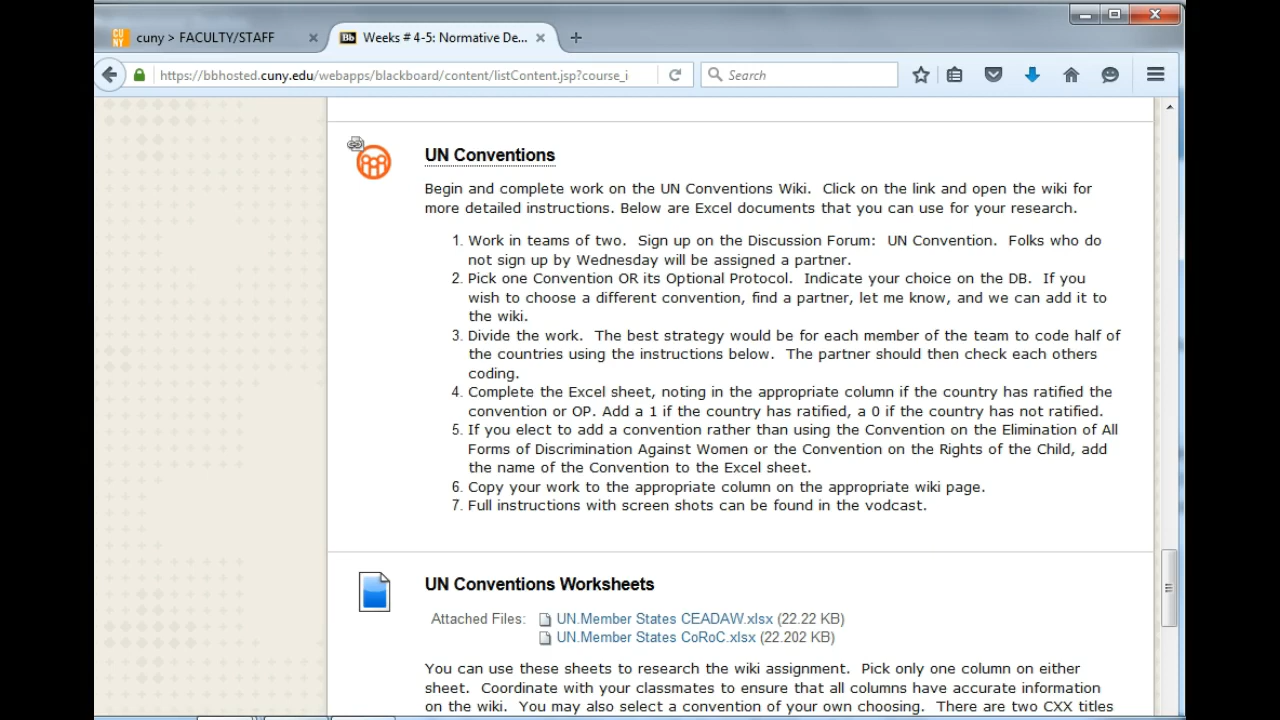 CU
NY
cuny > FACULTY/STAFF
Bb
Weeks # 4-5: Normative De...
https://bbhosted.cuny.edu/webapps/blackboard/content/listContent.jsp?course_i
Search
UN Conventions
Begin and complete work on the UN Conventions Wiki.  Click on the link and open the wiki for
more detailed instructions. Below are Excel documents that you can use for your research.
1. Work in teams of two.  Sign up on the Discussion Forum:  UN Convention.  Folks who do
not sign up by Wednesday will be assigned a partner.
2. Pick one Convention OR its Optional Protocol.  Indicate your choice on the DB.  If you
wish to choose a different convention, find a partner, let me know, and we can add it to
the wiki.
3. Divide the work.  The best strategy would be for each member of the team to code half of
the countries using the instructions below.  The partner should then check each others
coding.
4. Complete the Excel sheet, noting in the appropriate column if the country has ratified the
convention or OP. Add a 1 if the country has ratified, a 0 if the country has not ratified.
5. If you elect to add a convention rather than using the Convention on the Elimination of All
Forms of Discrimination Against Women or the Convention on the Rights of the Child, add
the name of the Convention to the Excel sheet.
6. Copy your work to the appropriate column on the appropriate wiki page.
7. Full instructions with screen shots can be found in the vodcast.
UN Conventions Worksheets
Attached Files: UN.Member States CEADAW.xlsx (22.22 KB)
UN.Member States CoRoC.xlsx (22.202 KB)
You can use these sheets to research the wiki assignment.  Pick only one column on either
sheet.  Coordinate with your classmates to ensure that all columns have accurate information
on the wiki.  You may also select a convention of your own choosing.  There are two CXX titles